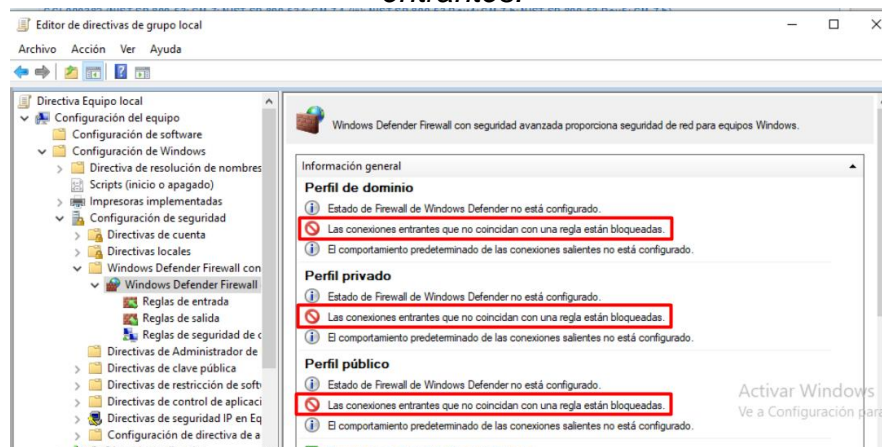 entrantes.
Editor de directivas de grupo local
Archivo Acción Ver Ayuda
Directiva Equipo local
Configuración del equipo
Configuración de software
Configuración de Windows
Directiva de resolución de nombres
Scripts (inicio o apagado)
Impresoras implementadas
Configuración de seguridad
Directivas de cuenta
Directivas locales
Windows Defender Firewall con
Windows Defender Firewall
Reglas de entrada
Reglas de salida
Reglas de seguridad de c
Directivas de Administrador de
Directivas de clave pública
Directivas de restricción de soft
Directivas de control de aplicaci
Directivas de seguridad IP en Eq
Configuración de directiva de a
Windows Defender Firewall con seguridad avanzada proporciona seguridad de red para equipos Windows.
Información general
Perfil de dominio
Estado de Firewall de Windows Defender no está configurado.
Las conexiones entrantes que no coincidan con una regla están bloqueadas.
El comportamiento predeterminado de las conexiones salientes no está configurado.
Perfil privado
Estado de Firewall de Windows Defender no está configurado.
Las conexiones entrantes que no coincidan con una regla están bloqueadas.
El comportamiento predeterminado de las conexiones salientes no está configurado.
Perfil público
Estado de Firewall de Windows Defender no está configurado.
Las conexiones entrantes que no coincidan con una regla están bloqueadas.
El comportamiento predeterminado de las conexiones salientes no está configurado.
Activar Windows
Ve a Configuración para